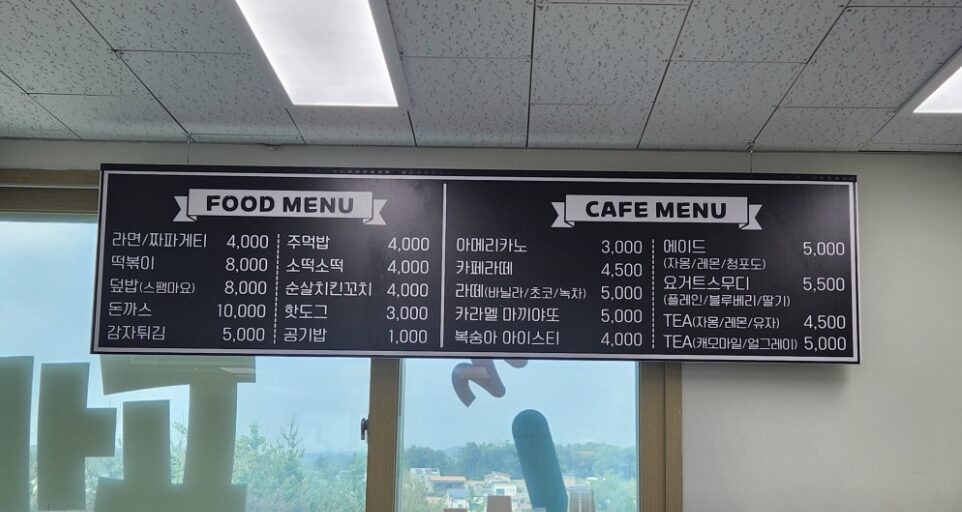 FOOD MENU
라면/짜파게티 4,000
떡볶이 8,000
덮밥(스팸마요) 8,000
돈까스 10,000
감자튀김 5,000
주먹밥 4,000
소떡소떡 4,000
순살치킨꼬치 4,000
핫도그 3,000
공기밥 1,000
CAFE MENU
아메리카노 3,000
카페라떼 4,500
라떼(바닐라/초코/녹차) 5,000
카라멜 마끼야또 5,000
복숭아 아이스티 4,000
에이드 5,000
(자몽/레몬/청포도)
요거트스무디 5,500
(플레인/블루베리/딸기)
TEA(자몽/레몬/유자) 4,500
TEA(캐모마일/얼그레이) 5,000